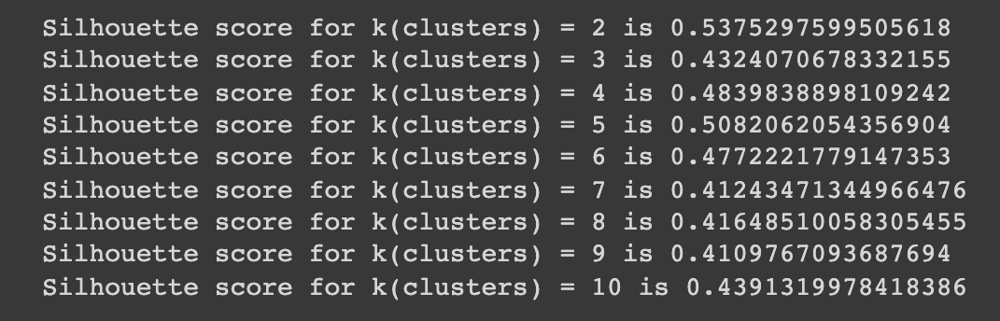 Silhouette score for k(clusters) = 2 is 0.5375297599505618
Silhouette score for k(clusters) = 3 is 0.4324070678332155
Silhouette score for k(clusters) = 4 is 0.4839838898109242
Silhouette score for k(clusters) = 5 is 0.5082062054356904
Silhouette score for k(clusters) = 6 is 0.4772221779147353
Silhouette score for k(clusters) = 7 is 0.41243471344966476
Silhouette score for k(clusters) = 8 is 0.41648510058305455
Silhouette score for k(clusters) = 9 is 0.4109767093687694
Silhouette score for k(clusters) = 10 is 0.4391319978418386